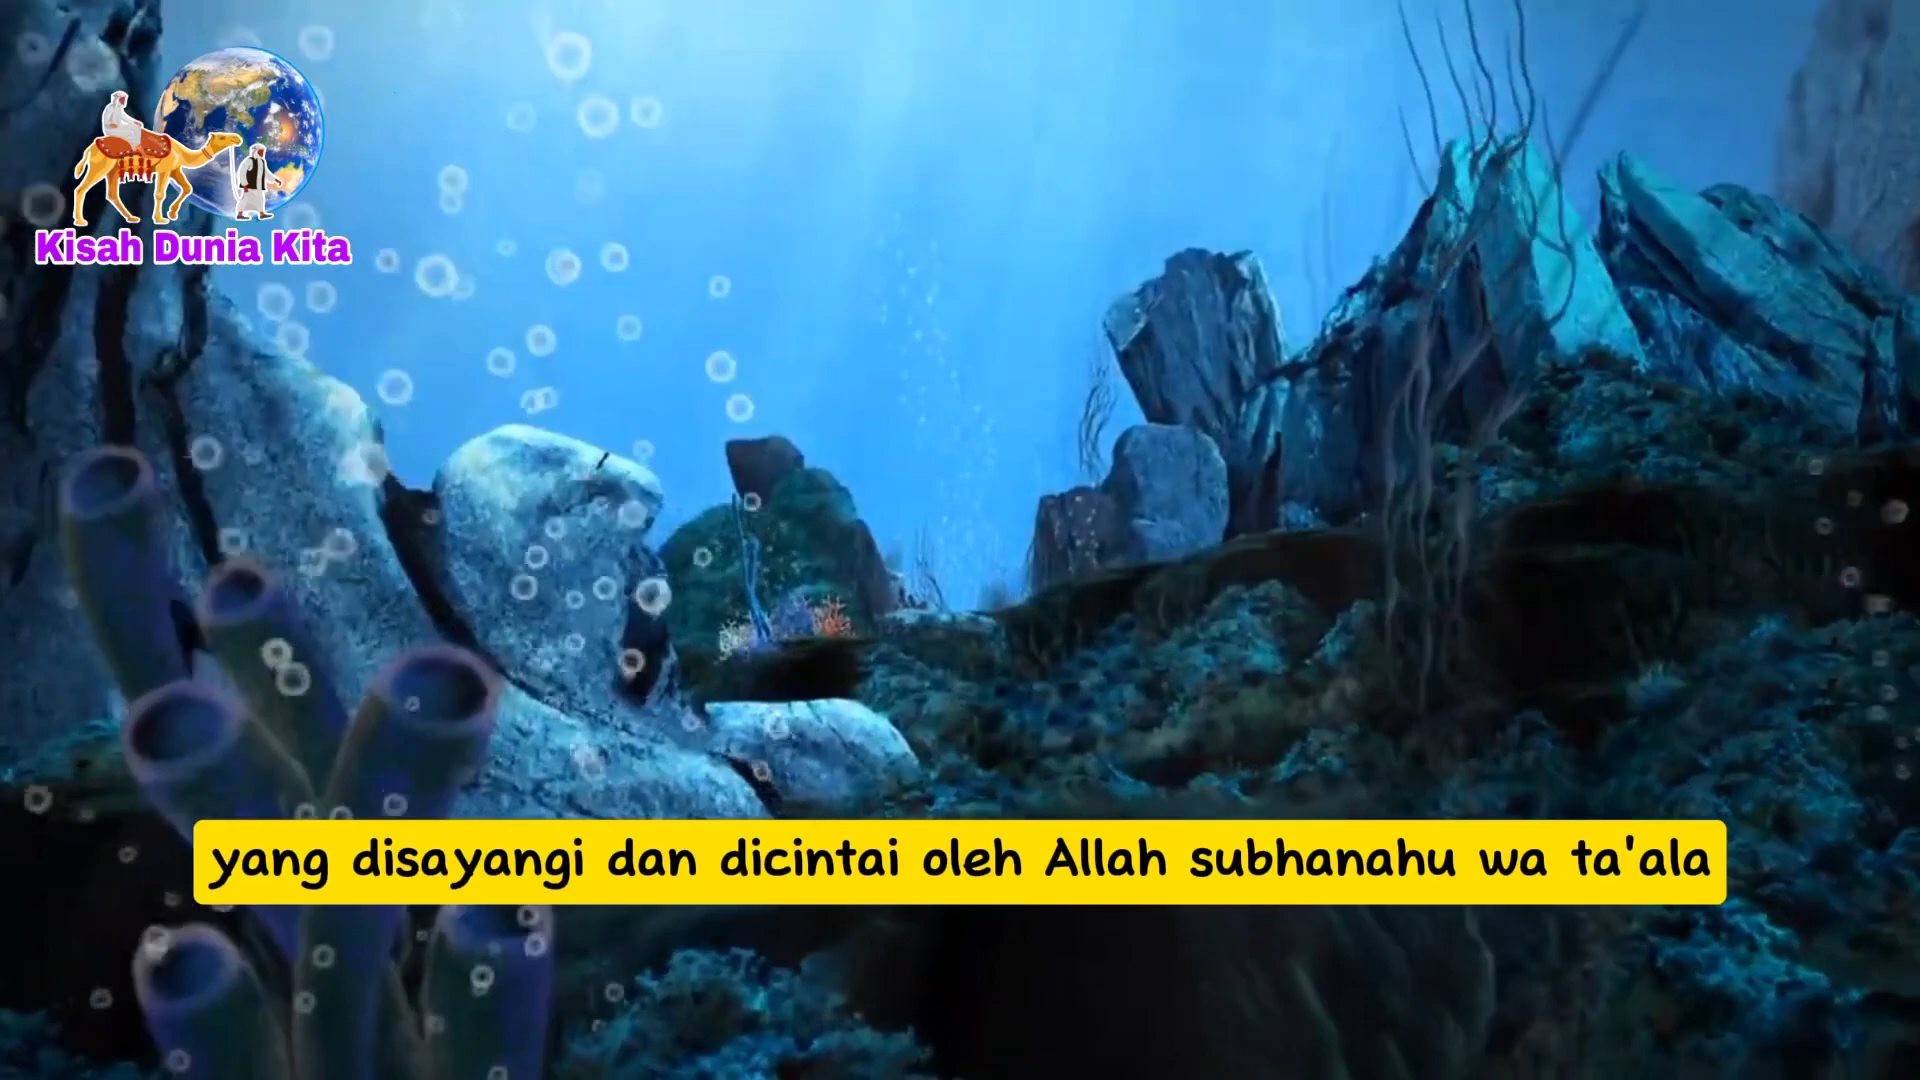 Kisah Dunia Kita
yang disayangi dan dicintai oleh Allah subhanahu wa ta'ala